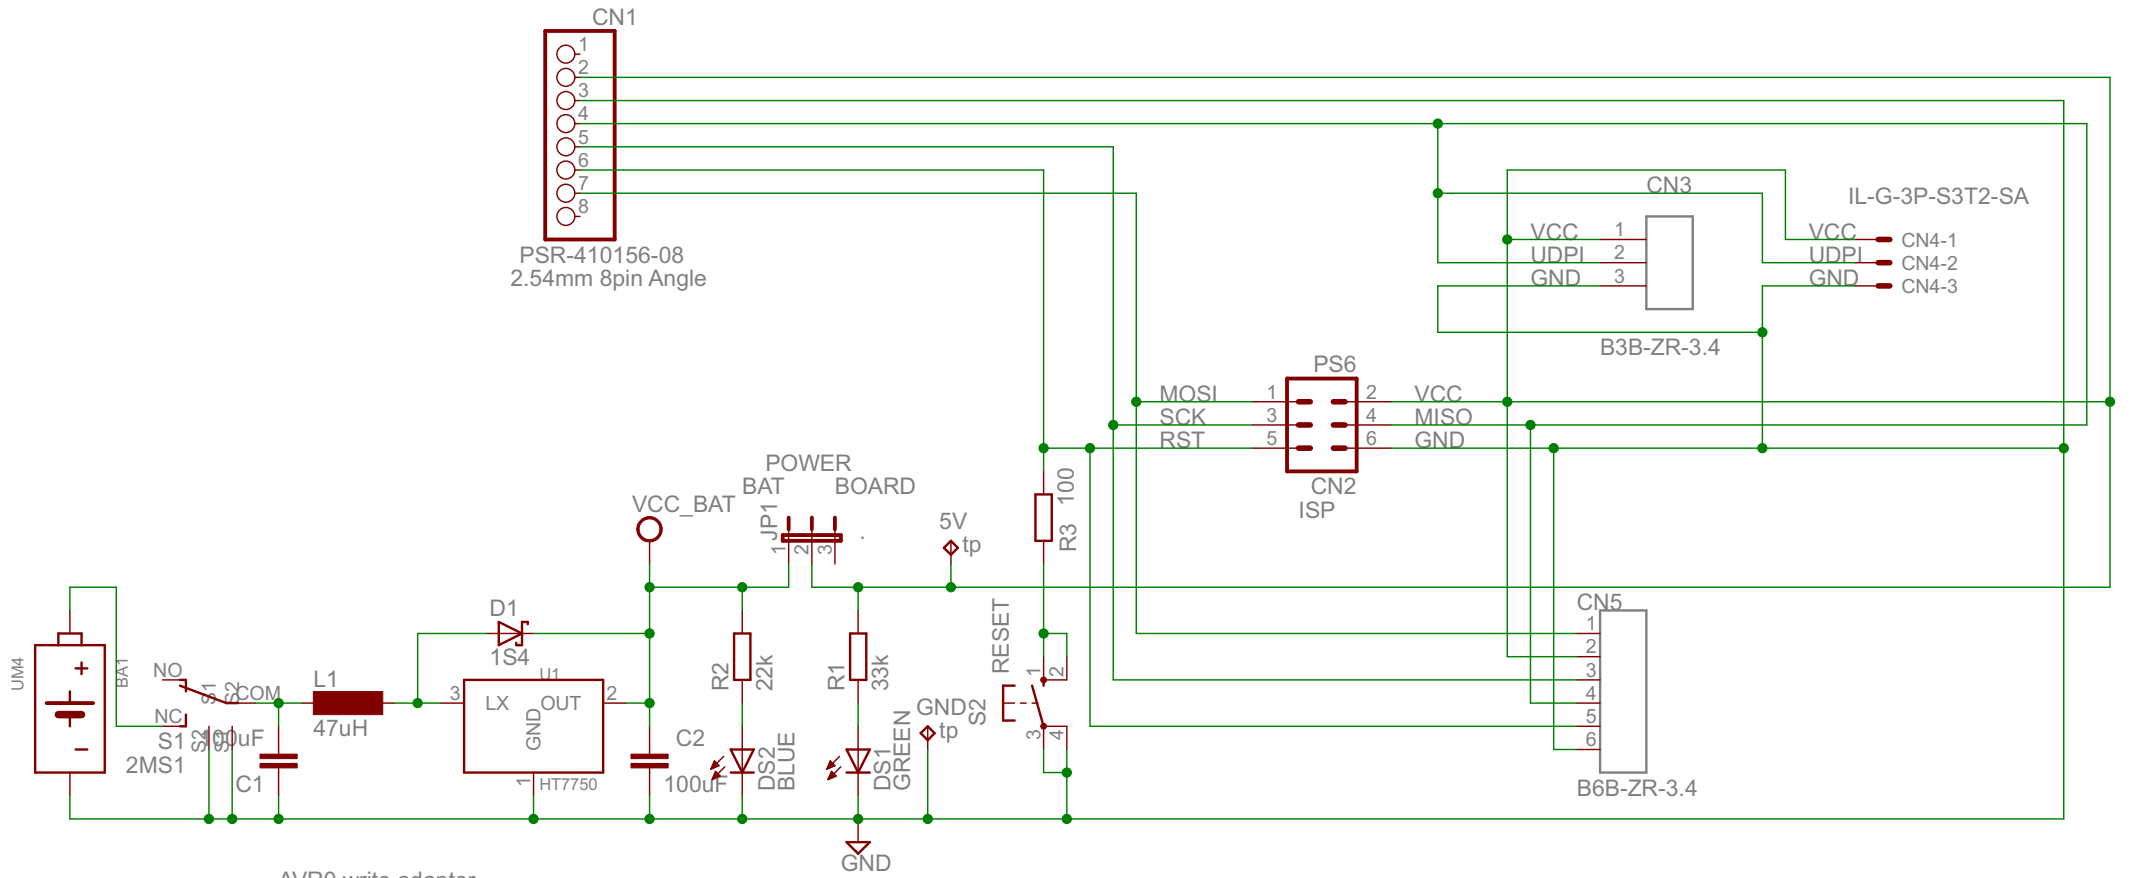 CN1
1
2
3
4
5
6
7
8
PSR-410156-08
2.54mm 8pin Angle
CN3
IL-G-3P-S3T2-SA
VCC 1
UDPI 2
GND 3
VCC CN4-1
UDPI CN4-2
GND CN4-3
B3B-ZR-3.4
PS6
MOSI 1 2 VCC
SCK 3 4 MISO
RST 5 6 GND
CN2
ISP
POWER
BAT BOARD
VCC_BAT
JP1
1 2 3
.
5V
tp
100
R3
D1
1S4
UM4
BA1
+
-
NO
COM
NC
S1
S2
S1
2MS1
L1
47uH
100uF
C1
U1
3 LX OUT 2
GND
1
HT7750
C2
100uF
R2
22k
DS2
BLUE
R1
33k
DS1
GREEN
GND
tp
RESET
S2
1 2
3 4
CN5
1
2
3
4
5
6
B6B-ZR-3.4
GND
AVR0 write adaptor